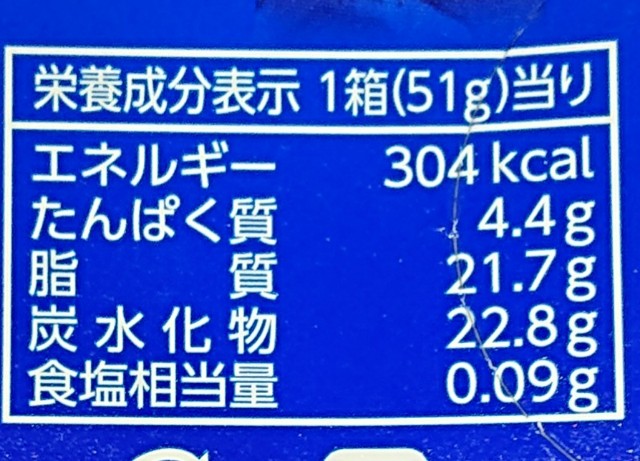 栄養成分表示 1箱(51g)当り
エネルギー 304kcal
たんぱく質 4.4g
脂質 21.7g
炭水化物 22.8g
食塩相当量 0.09g